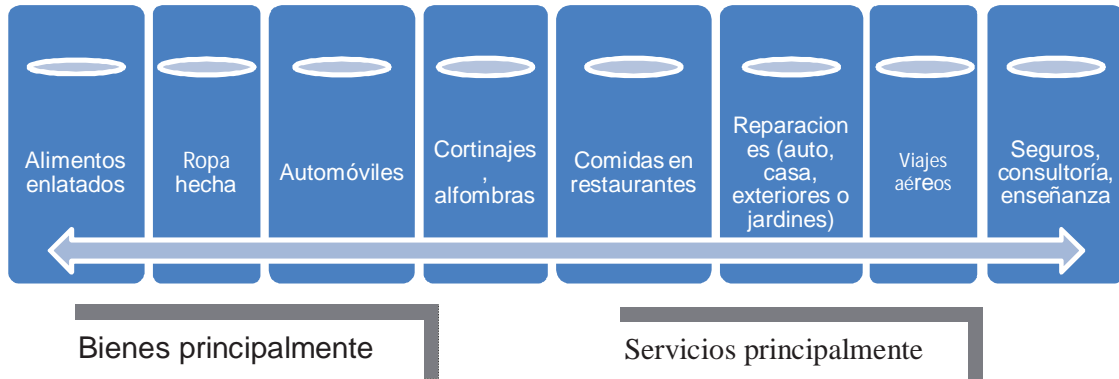 Alimentos
enlatados
Ropa
hecha
Automóviles
Cortinajes
,
alfombras
Comidas en
restaurantes
Reparacion
es (auto,
casa,
exteriores o
jardines)
Viajes
aéreos
Seguros,
consultoría,
enseñanza
Bienes principalmente
Servicios principalmente